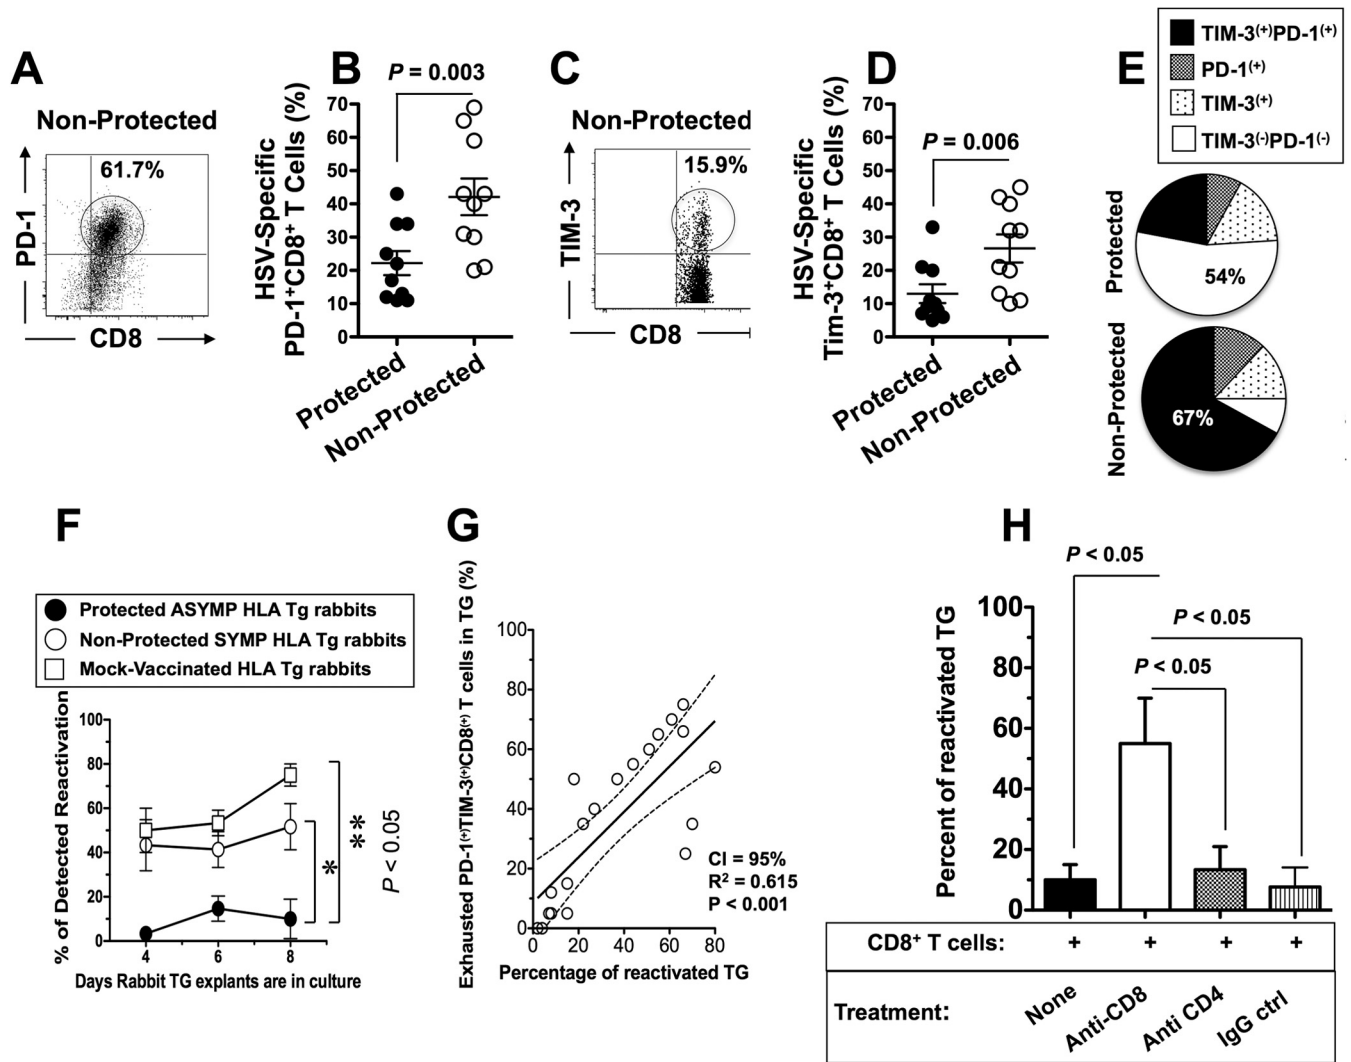 A
Non-Protected
61.7%
PD-1
CD8
B
P = 0.003
HSV-Specific
PD-1⁺CD8⁺ T Cells (%)
70
60
50
40
30
20
10
0
Protected
Non-Protected
C
Non-Protected
15.9%
TIM-3
CD8
D
P = 0.006
HSV-Specific
Tim-3⁺CD8⁺ T Cells (%)
70
60
50
40
30
20
10
0
Protected
Non-Protected
E
TIM-3⁽⁺⁾PD-1⁽⁺⁾
PD-1⁽⁺⁾
TIM-3⁽⁺⁾
TIM-3⁽⁻⁾PD-1⁽⁻⁾
Protected
54%
Non-Protected
67%
F
Protected ASYMP HLA Tg rabbits
Non-Protected SYMP HLA Tg rabbits
Mock-Vaccinated HLA Tg rabbits
% of Detected Reactivation
100
80
60
40
20
0
4 6 8
Days Rabbit TG explants are in culture
*
**
P < 0.05
G
Exhausted PD-1⁽⁺⁾TIM-3⁽⁺⁾CD8⁽⁺⁾ T cells in TG (%)
100
80
60
40
20
0
0 20 40 60 80
CI = 95%
R² = 0.615
P < 0.001
Percentage of reactivated TG
H
P < 0.05
P < 0.05
P < 0.05
Percent of reactivated TG
100
80
60
40
20
0
CD8⁺ T cells: + + + +
Treatment: None Anti-CD8 Anti CD4 IgG ctrl